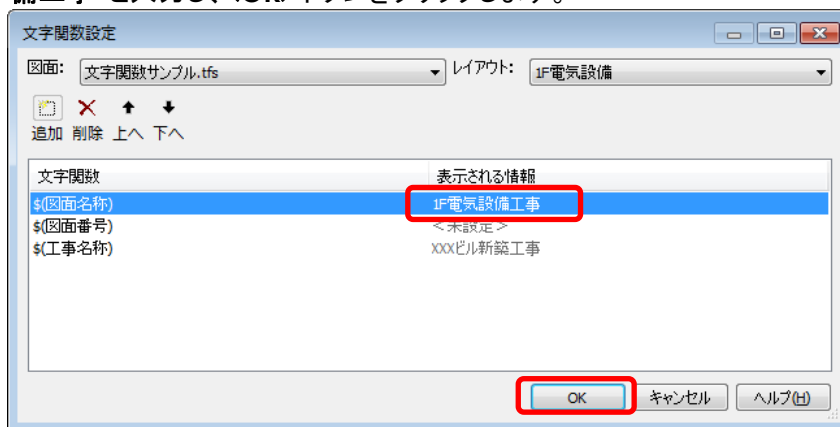 文字関数設定
図面: 文字関数サンプル.tfs レイアウト: 1F電気設備
追加 削除 上へ 下へ
文字関数 表示される情報
$(図面名称) 1F電気設備工事
$(図面番号) <未設定>
$(工事名称) XXXビル新築工事
OK キャンセル ヘルプ(H)